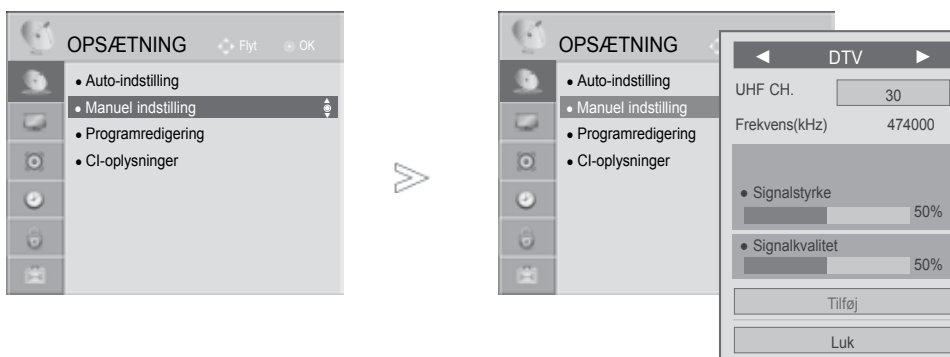 OPSÆTNING Flyt OK
● Auto-indstilling
● Manuel indstilling
● Programredigering
● CI-oplysninger
OPSÆTNING
● Auto-indstilling
● Manuel indstilling
● Programredigering
● CI-oplysninger
◄ DTV ►
UHF CH. 30
Frekvens(kHz) 474000
● Signalstyrke
50%
● Signalkvalitet
50%
Tilføj
Luk